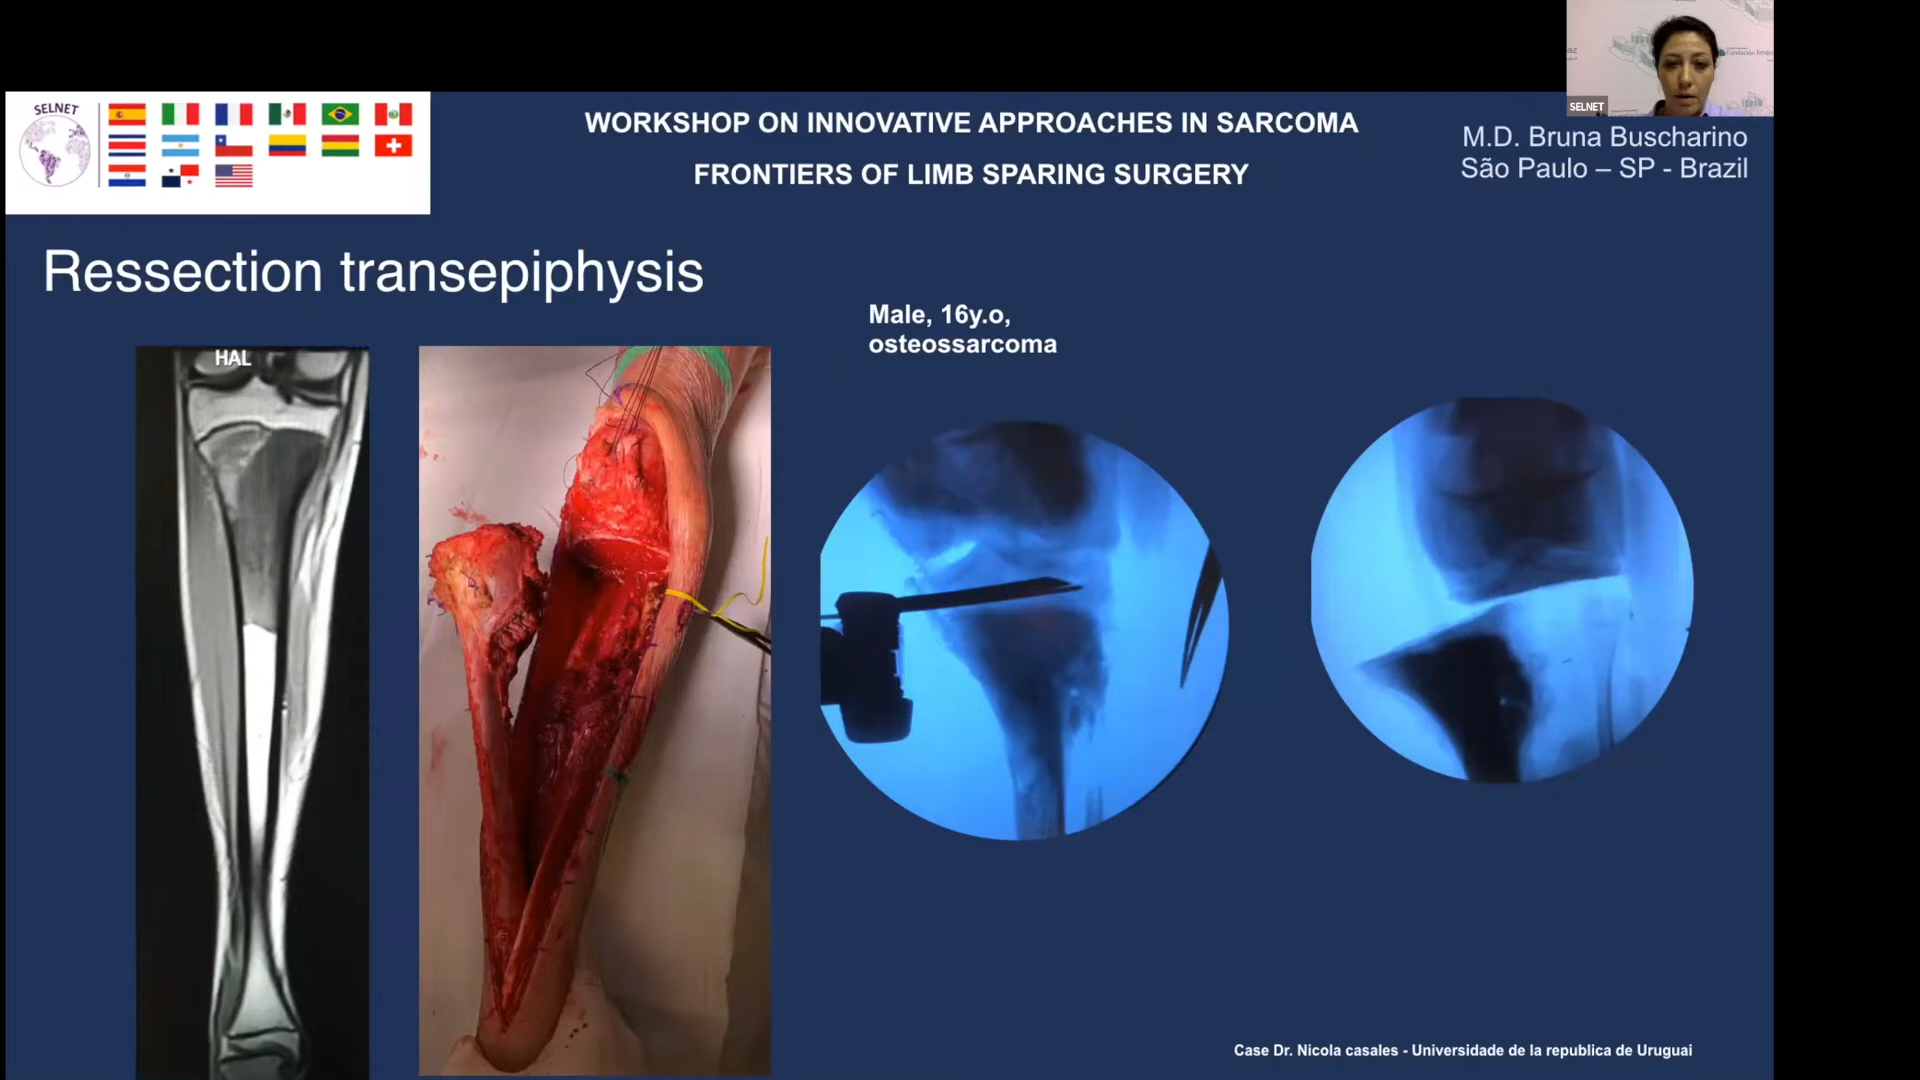 SELNET
WORKSHOP ON INNOVATIVE APPROACHES IN SARCOMA
FRONTIERS OF LIMB SPARING SURGERY
SELNET
M.D. Bruna Buscharino
São Paulo – SP - Brazil
Ressection transepiphysis
Male, 16y.o,
osteossarcoma
HAL
Case Dr. Nicola casales - Universidade de la republica de Uruguai